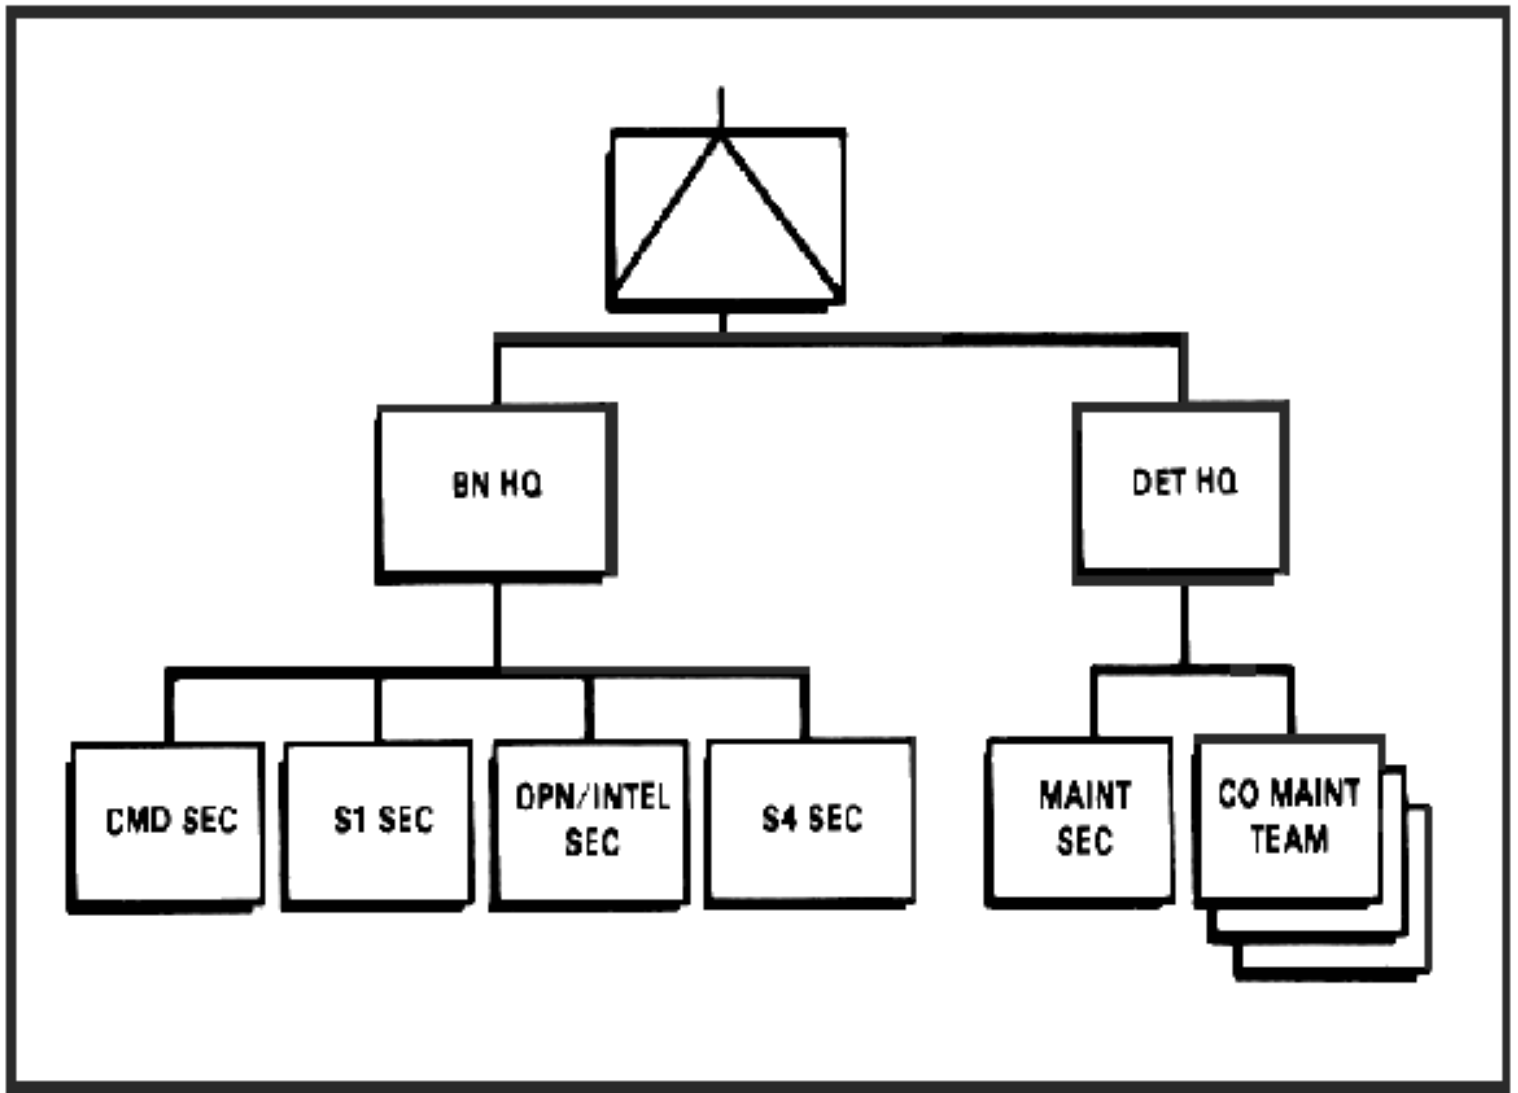 BN HQ
DET HQ
CMD SEC
S1 SEC
OPN/INTEL
SEC
S4 SEC
MAINT
SEC
CO MAINT
TEAM